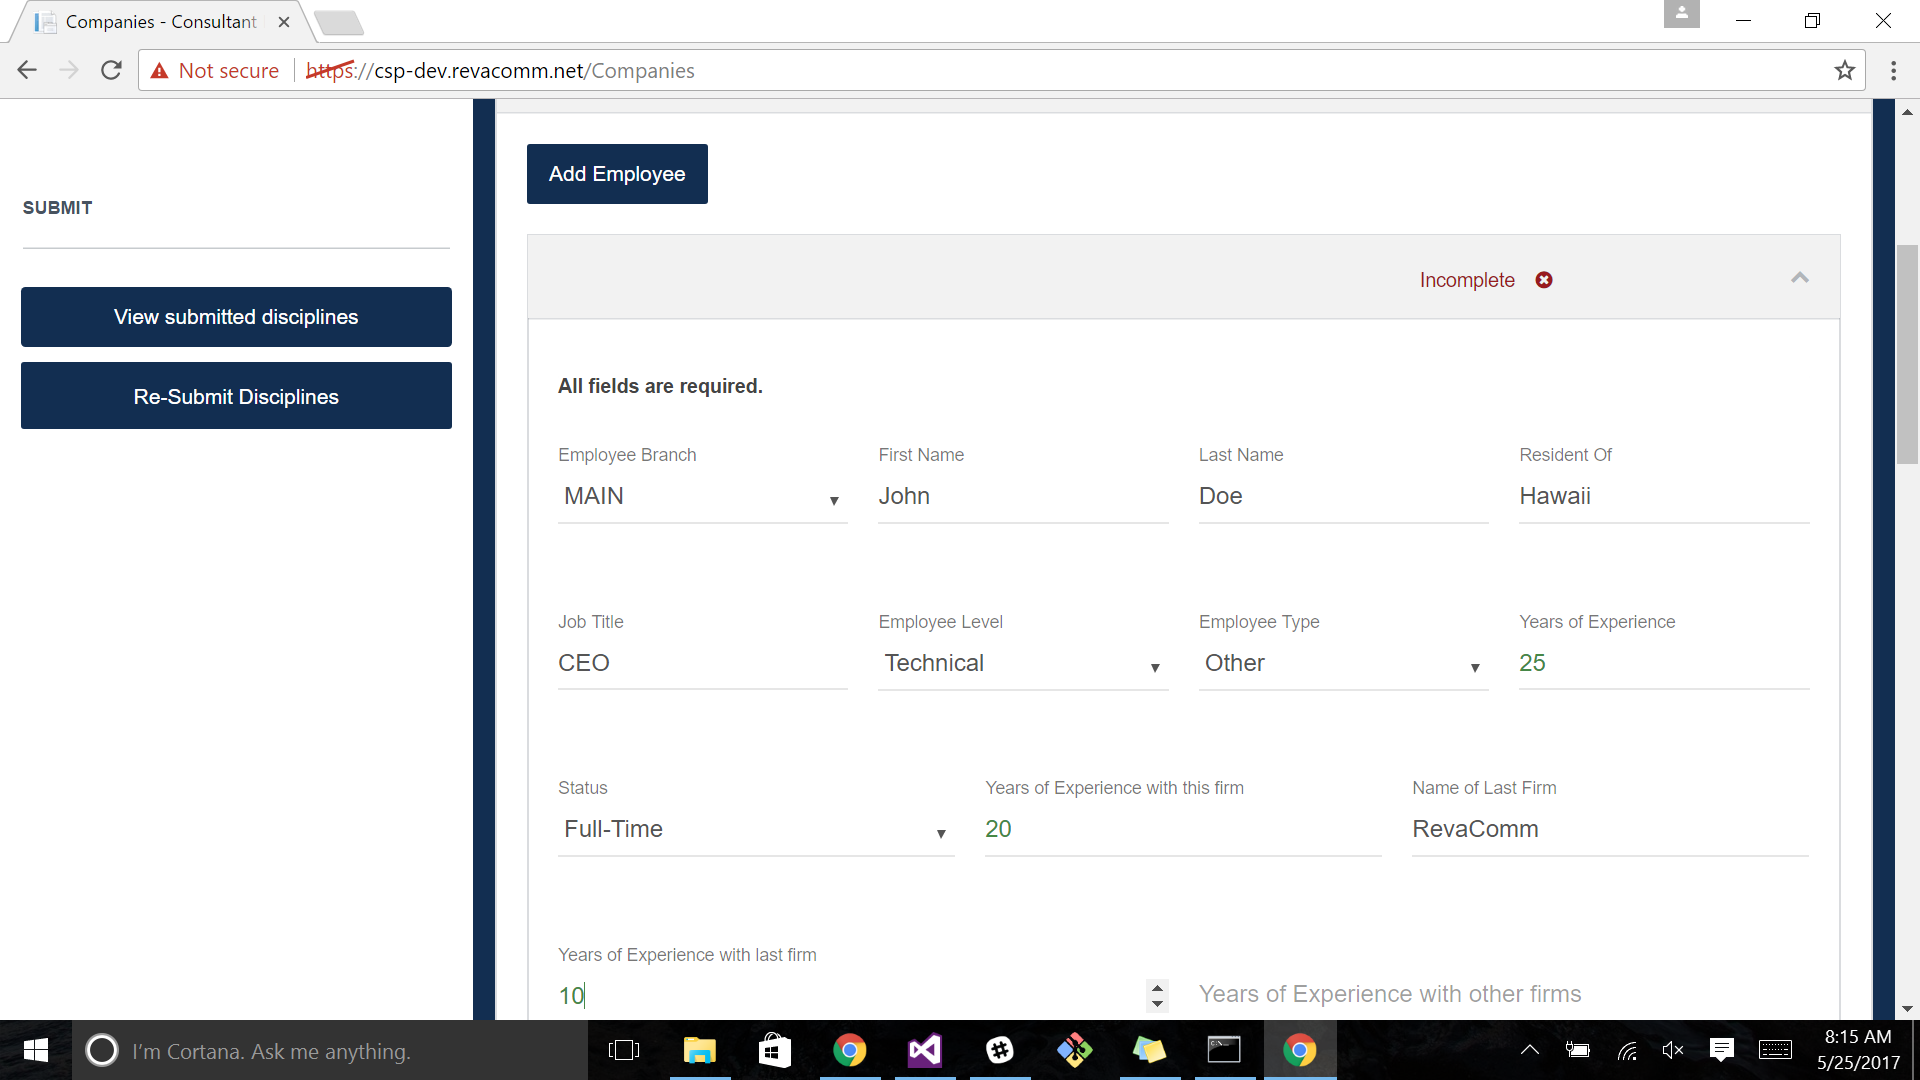 Companies - Consultant
Not secure https://csp-dev.revacomm.net/Companies
SUBMIT
View submitted disciplines
Re-Submit Disciplines
Add Employee
Incomplete
All fields are required.
Employee Branch First Name Last Name Resident Of
MAIN John Doe Hawaii
Job Title Employee Level Employee Type Years of Experience
CEO Technical Other 25
Status Years of Experience with this firm Name of Last Firm
Full-Time 20 RevaComm
Years of Experience with last firm
10 Years of Experience with other firms
I'm Cortana. Ask me anything.
8:15 AM
5/25/2017